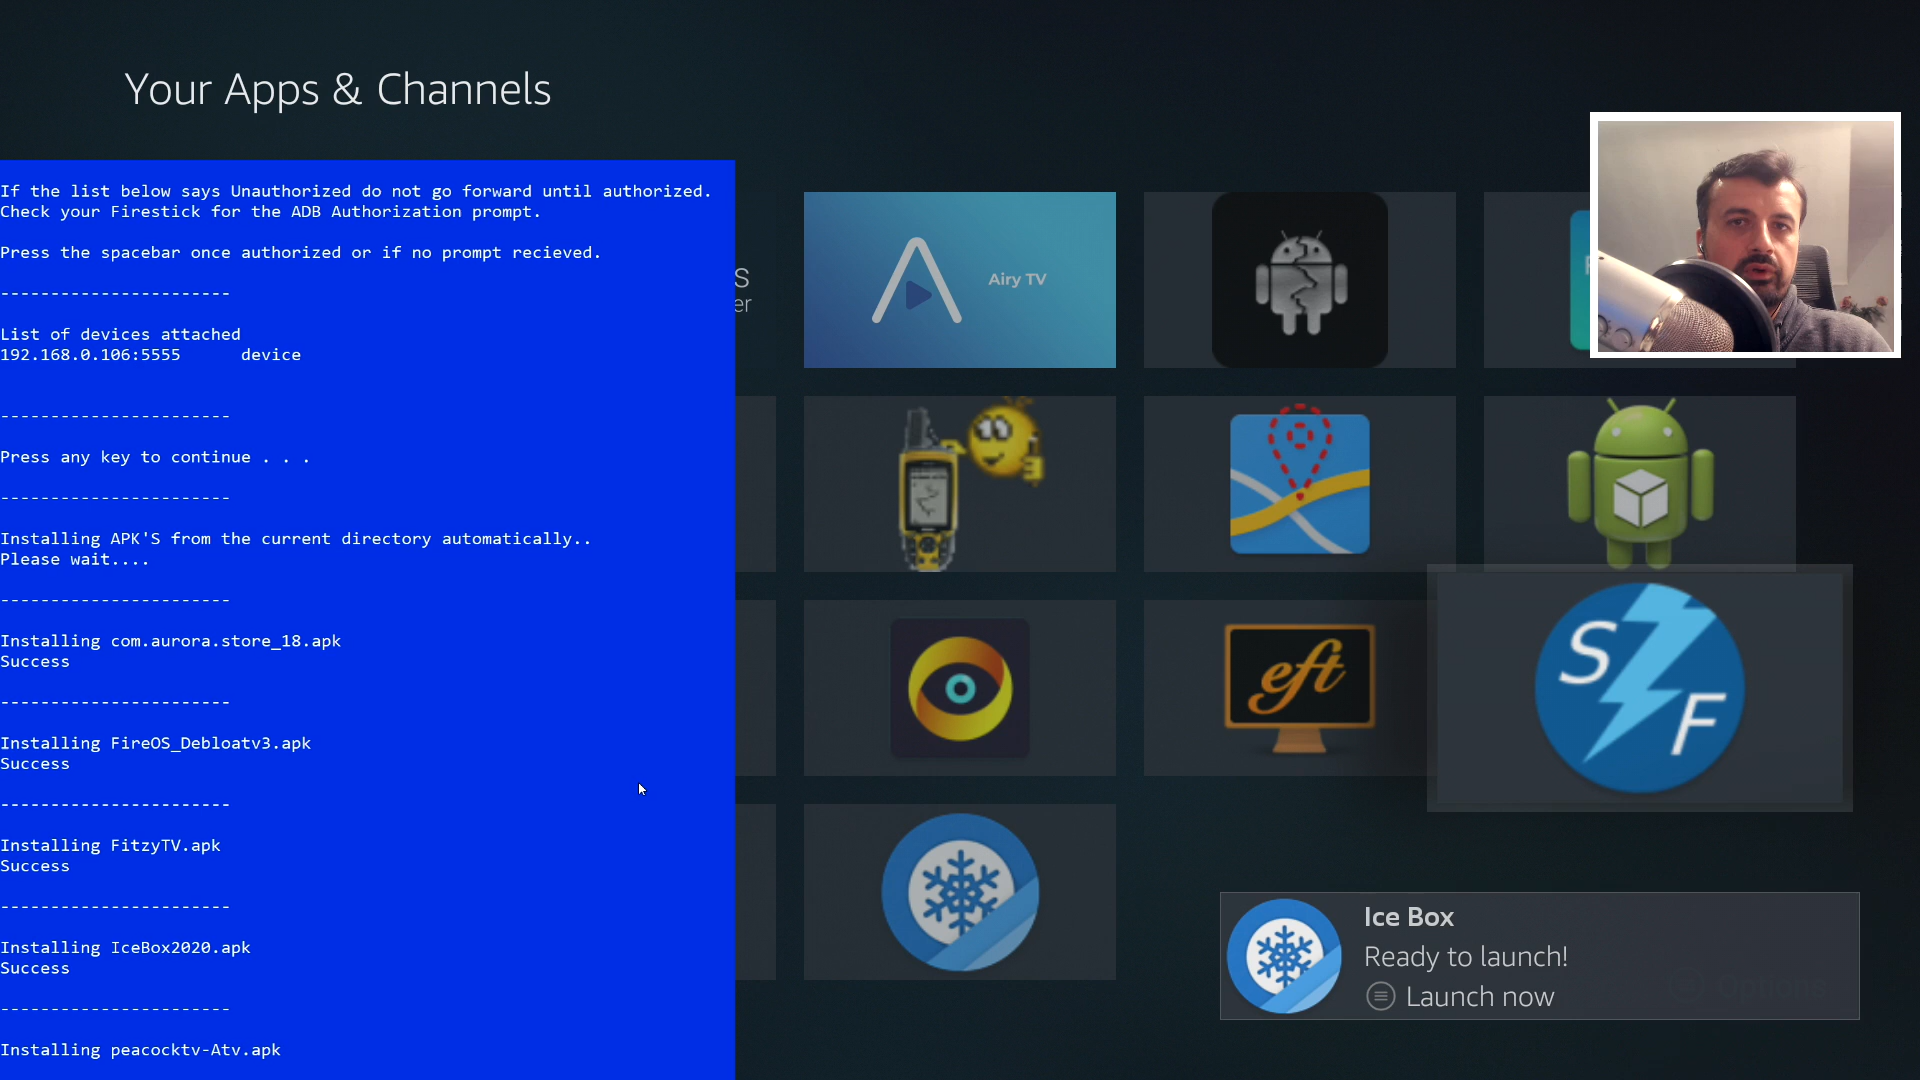 Your Apps & Channels
If the list below says Unauthorized do not go forward until authorized.
Check your Firestick for the ADB Authorization prompt.
Press the spacebar once authorized or if no prompt recieved.
-----------------------
List of devices attached
192.168.0.106:5555 device
-----------------------
Press any key to continue . . .
-----------------------
Installing APK'S from the current directory automatically..
Please wait....
-----------------------
Installing com.aurora.store_18.apk
Success
-----------------------
Installing FireOS_Debloatv3.apk
Success
-----------------------
Installing FitzyTV.apk
Success
-----------------------
Installing IceBox2020.apk
Success
-----------------------
Installing peacocktv-Atv.apk
S
er
Airy TV
eft
S
F
Ice Box
Ready to launch!
Launch now